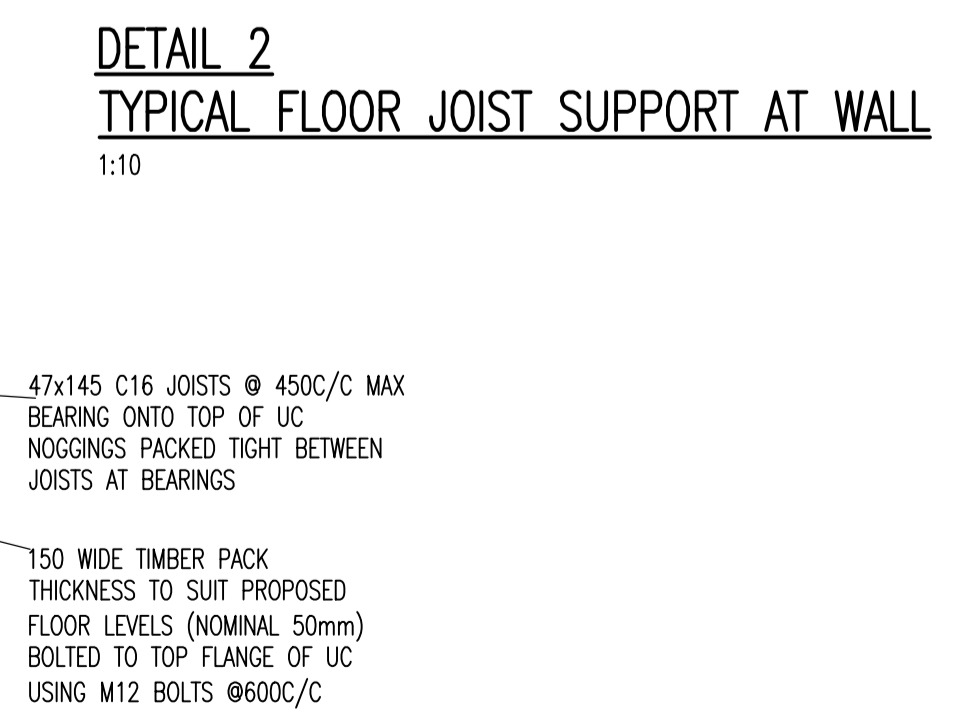 DETAIL 2
TYPICAL FLOOR JOIST SUPPORT AT WALL
1:10
47x145 C16 JOISTS @ 450C/C MAX
BEARING ONTO TOP OF UC
NOGGINGS PACKED TIGHT BETWEEN
JOISTS AT BEARINGS
150 WIDE TIMBER PACK
THICKNESS TO SUIT PROPOSED
FLOOR LEVELS (NOMINAL 50mm)
BOLTED TO TOP FLANGE OF UC
USING M12 BOLTS @600C/C